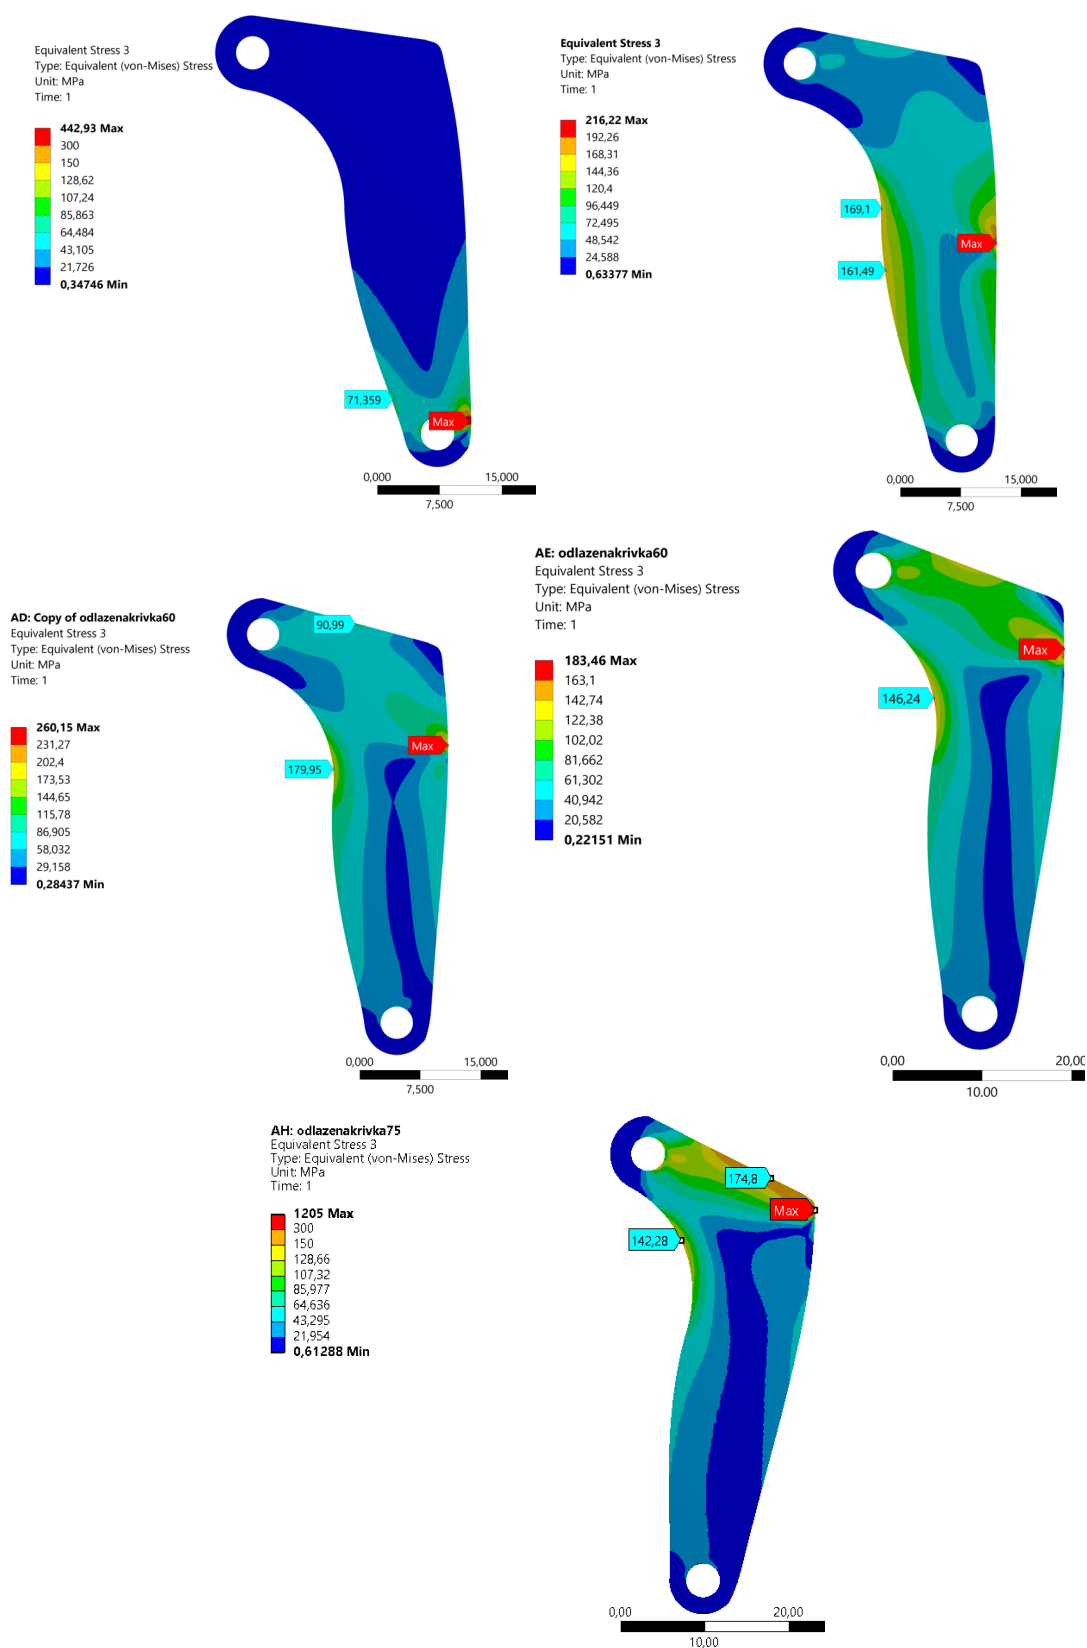 Equivalent Stress 3
Type: Equivalent (von-Mises) Stress
Unit: MPa
Time: 1
442,93 Max
300
150
128,62
107,24
85,863
64,484
43,105
21,726
0,34746 Min
71,359
Max
0,000 15,000
7,500
Equivalent Stress 3
Type: Equivalent (von-Mises) Stress
Unit: MPa
Time: 1
216,22 Max
192,26
168,31
144,36
120,4
96,449
72,495
48,542
24,588
0,63377 Min
169,1
Max
161,49
0,000 15,000
7,500
AD: Copy of odlazenakrivka60
Equivalent Stress 3
Type: Equivalent (von-Mises) Stress
Unit: MPa
Time: 1
260,15 Max
231,27
202,4
173,53
144,65
115,78
86,905
58,032
29,158
0,28437 Min
90,99
Max
179,95
0,000 15,000
7,500
AE: odlazenakrivka60
Equivalent Stress 3
Type: Equivalent (von-Mises) Stress
Unit: MPa
Time: 1
183,46 Max
163,1
142,74
122,38
102,02
81,662
61,302
40,942
20,582
0,22151 Min
Max
146,24
0,00 20,00
10,00
AH: odlazenakrivka75
Equivalent Stress 3
Type: Equivalent (von-Mises) Stress
Unit: MPa
Time: 1
1205 Max
300
150
128,66
107,32
85,977
64,636
43,295
21,954
0,61288 Min
174,8
Max
142,28
0,00 20,00
10,00